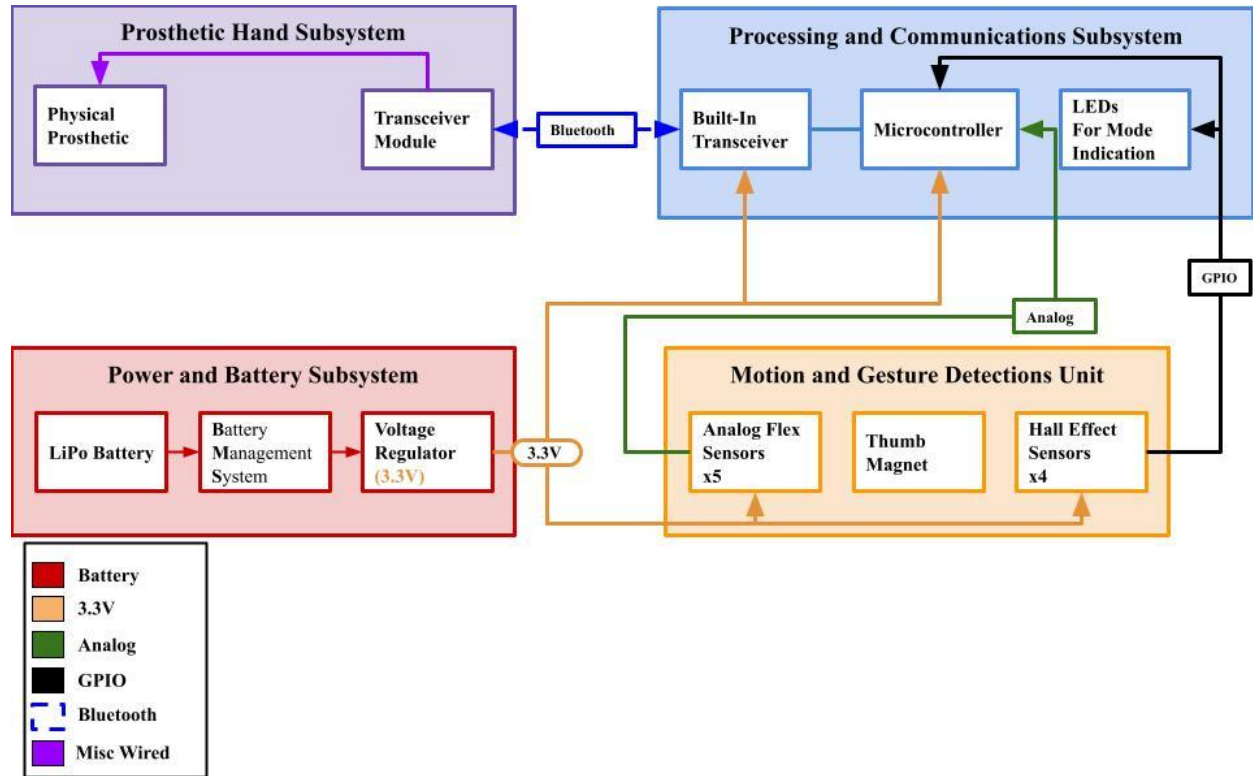 Prosthetic Hand Subsystem
Physical
Prosthetic
Transceiver
Module
Bluetooth
Processing and Communications Subsystem
Built-In
Transceiver
Microcontroller
LEDs
For Mode
Indication
GPIO
Analog
Power and Battery Subsystem
LiPo Battery
Battery
Management
System
Voltage
Regulator
(3.3V)
3.3V
Motion and Gesture Detections Unit
Analog Flex
Sensors
x5
Thumb
Magnet
Hall Effect
Sensors
x4
Battery
3.3V
Analog
GPIO
Bluetooth
Misc Wired